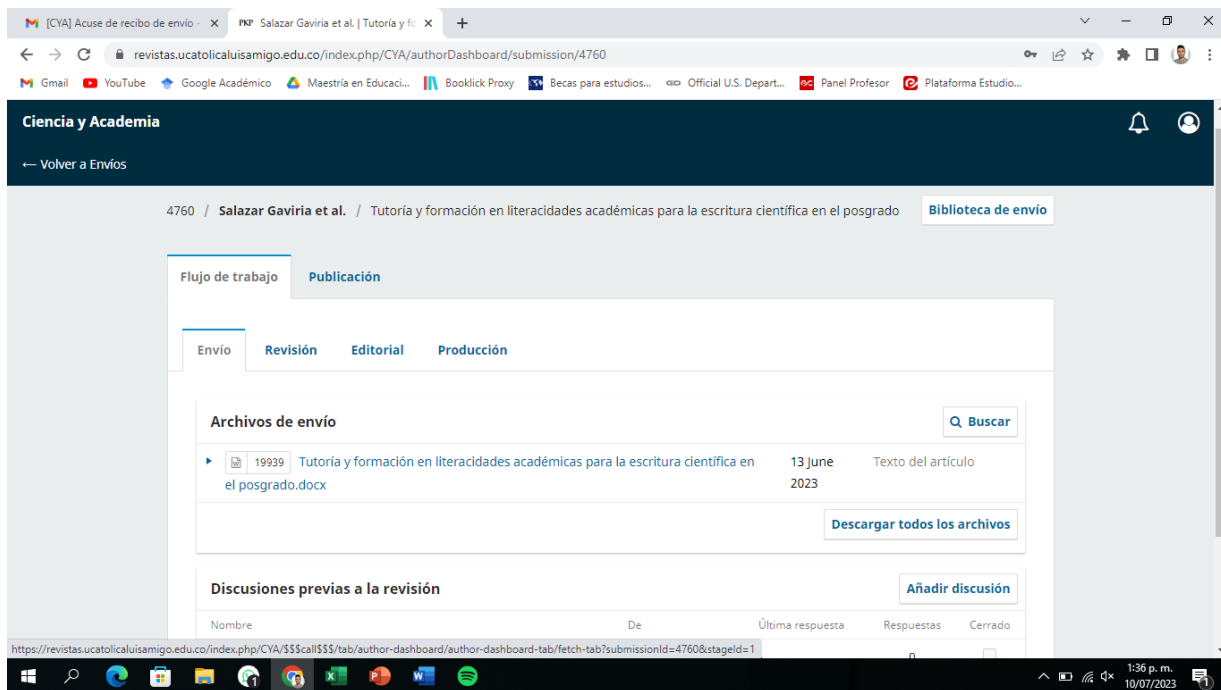 [CYA] Acuse de recibo de envío -
PKP Salazar Gaviria et al. | Tutoría y fo
revistas.ucatolicaluisamigo.edu.co/index.php/CYA/authorDashboard/submission/4760
Gmail YouTube Google Académico Maestría en Educaci... Booklick Proxy Becas para estudios... Official U.S. Depart... Panel Profesor Plataforma Estudio...
Ciencia y Academia
← Volver a Envíos
4760 / Salazar Gaviria et al. / Tutoría y formación en literacidades académicas para la escritura científica en el posgrado
Biblioteca de envío
Flujo de trabajo Publicación
Envío Revisión Editorial Producción
Archivos de envío Buscar
19939 Tutoría y formación en literacidades académicas para la escritura científica en 13 June Texto del artículo
el posgrado.docx 2023
Descargar todos los archivos
Discusiones previas a la revisión Añadir discusión
Nombre De Última respuesta Respuestas Cerrado
https://revistas.ucatolicaluisamigo.edu.co/index.php/CYA/$$$call$$$/tab/author-dashboard/author-dashboard-tab/fetch-tab?submissionId=4760&stageId=1
0
1:36 p. m.
10/07/2023
1